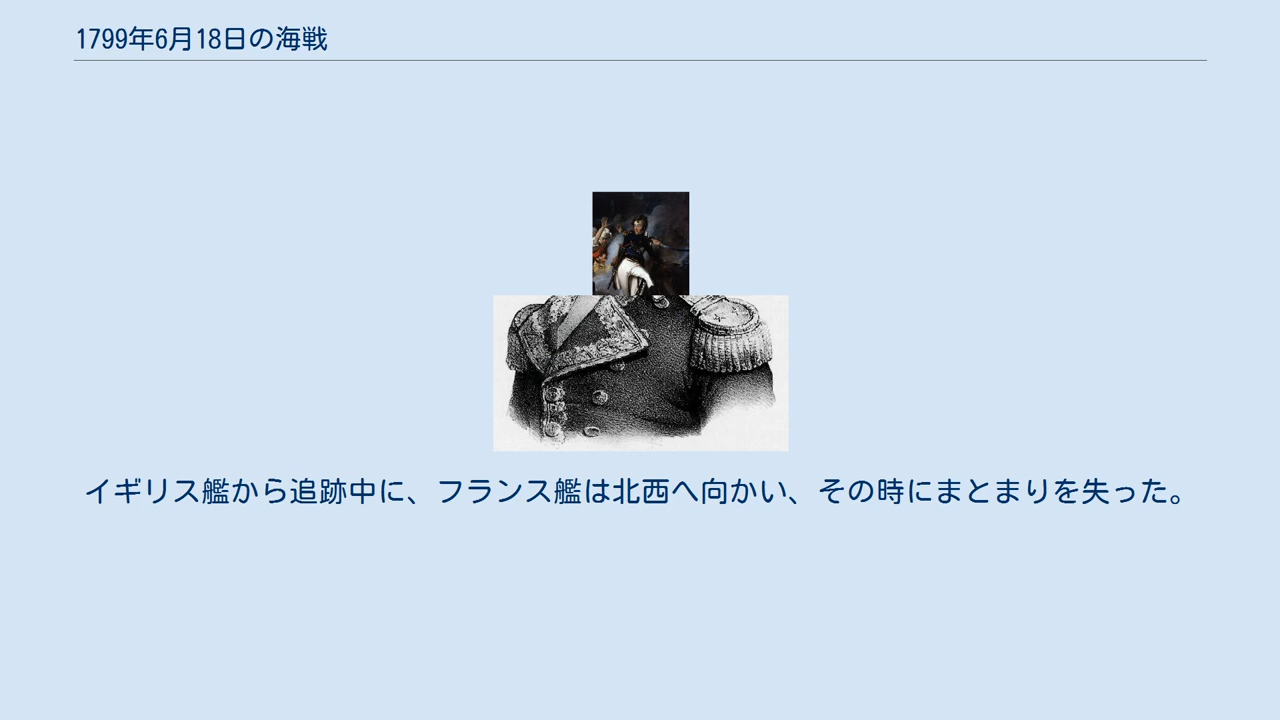 1799年6月18日の海戦
イギリス艦から追跡中に、フランス艦は北西へ向かい、その時にまとまりを失った。